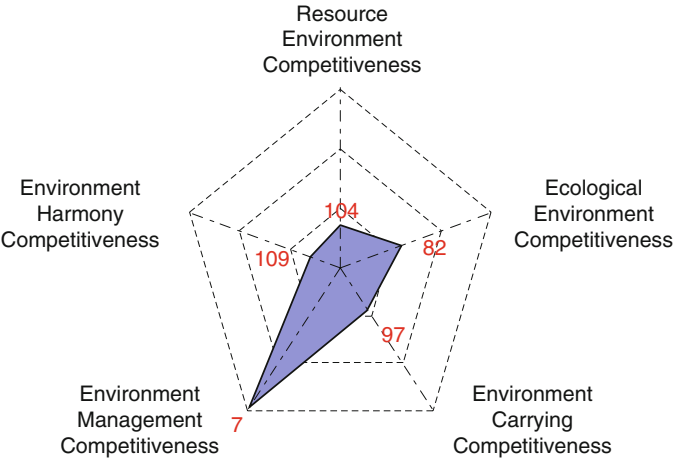 Resource
Environment
Competitiveness
Environment
Harmony
Competitiveness
Ecological
Environment
Competitiveness
104
109
82
97
Environment
Management
Competitiveness
7
Environment
Carrying
Competitiveness